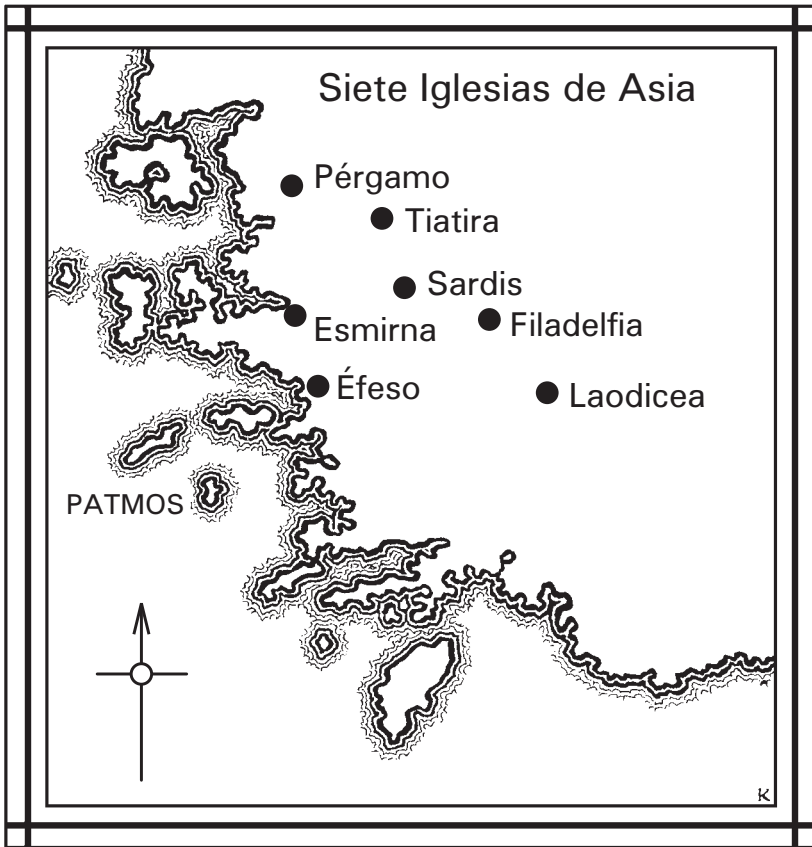 Siete Iglesias de Asia
Pérgamo
Tiatira
Sardis
Esmirna
Filadelfia
Éfeso
Laodicea
PATMOS
K